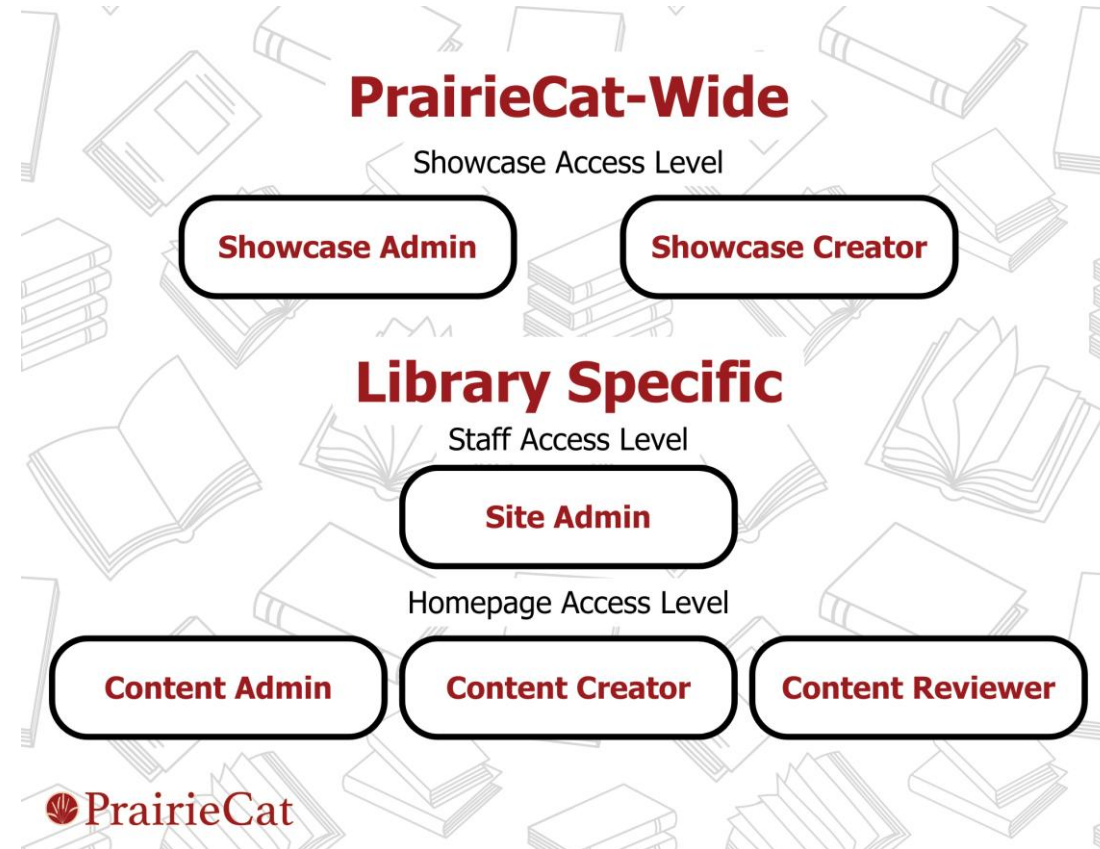 PrairieCat-Wide
Showcase Access Level
Showcase Admin
Showcase Creator
Library Specific
Staff Access Level
Site Admin
Homepage Access Level
Content Admin
Content Creator
Content Reviewer
PrairieCat